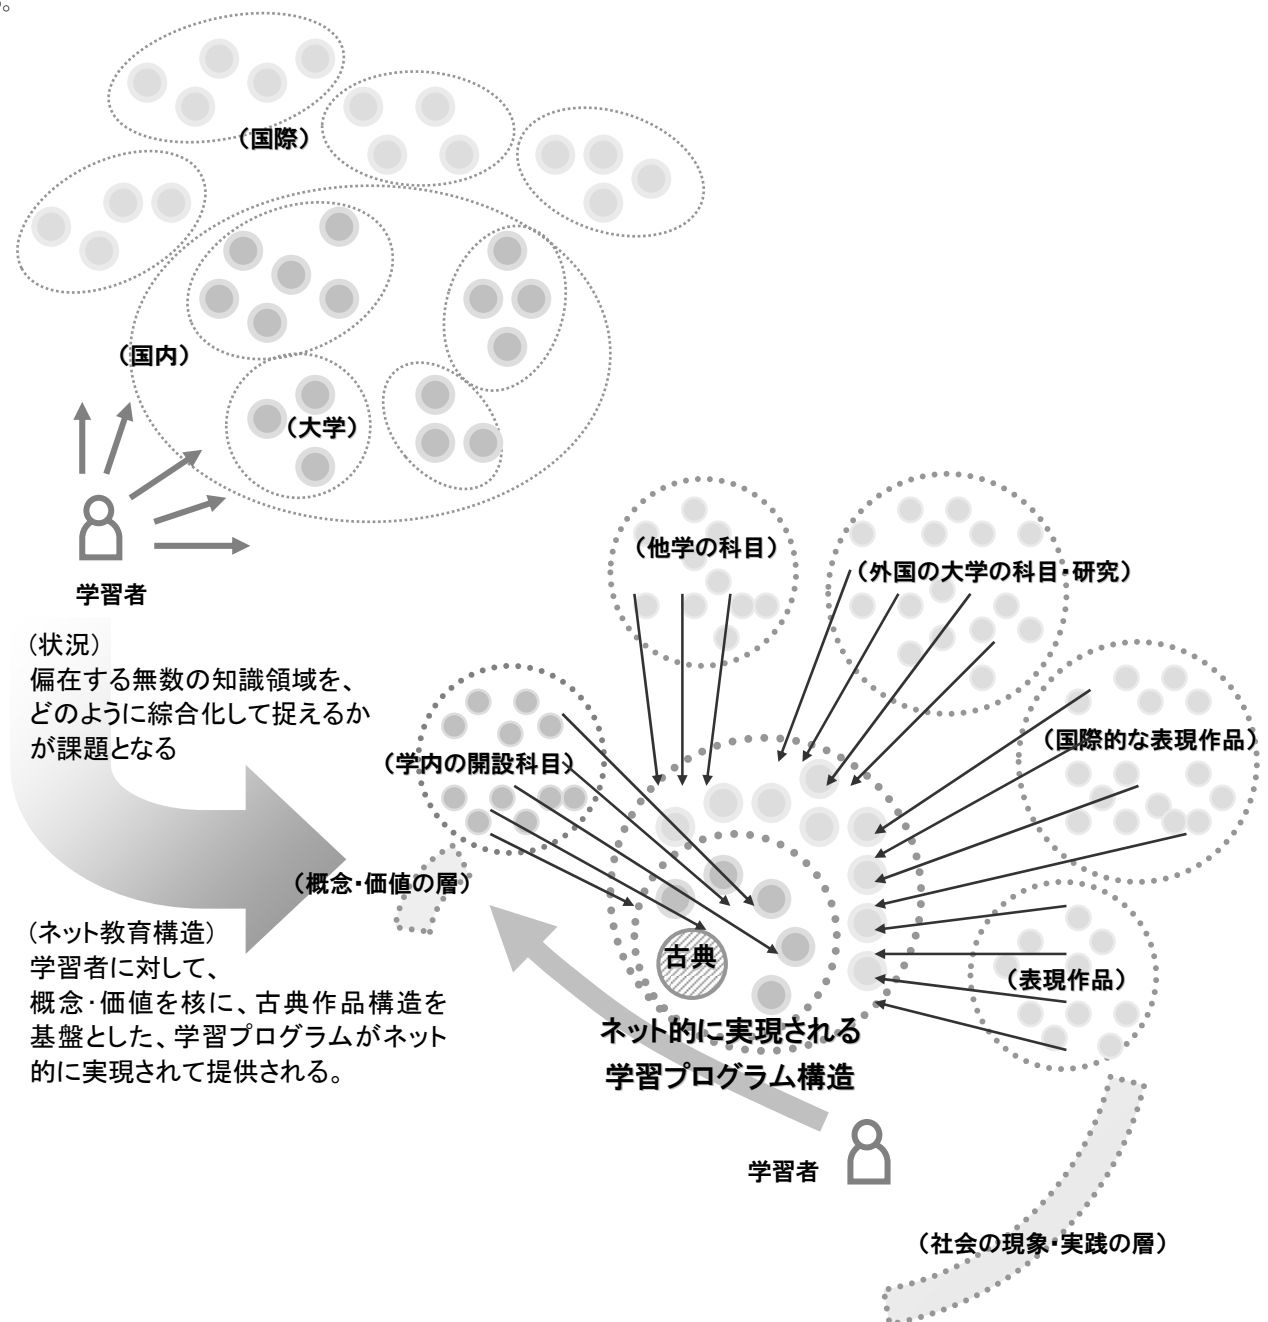 。
（国際）
（国内）
（大学）
学習者
（状況）
偏在する無数の知識領域を、
どのように綜合化して捉えるか
が課題となる
（他学の科目）
（外国の大学の科目・研究）
（国際的な表現作品）
（学内の開設科目）
（概念・価値の層）
（ネット教育構造）
学習者に対して、
概念・価値を核に、古典作品構造を
基盤とした、学習プログラムがネット
的に実現されて提供される。
古典
（表現作品）
ネット的に実現される
学習プログラム構造
学習者
（社会の現象・実践の層）